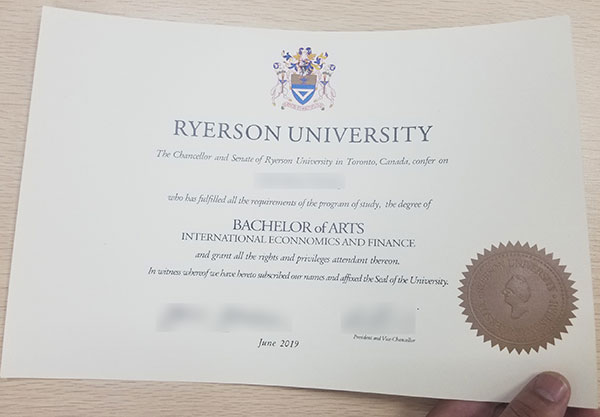 RYERSON UNIVERSITY
The Chancellor and Senate of Ryerson University in Toronto, Canada, confer on
who has fulfilled all the requirements of the program of study, the degree of
BACHELOR of ARTS
INTERNATIONAL ECONNOMICS AND FINANCE
and grant all the rights and privileges attendant thereon.
In witness whereof we have hereto subscribed our names and affixed the Seal of the University.
President and Vice Chancellor
June 2019